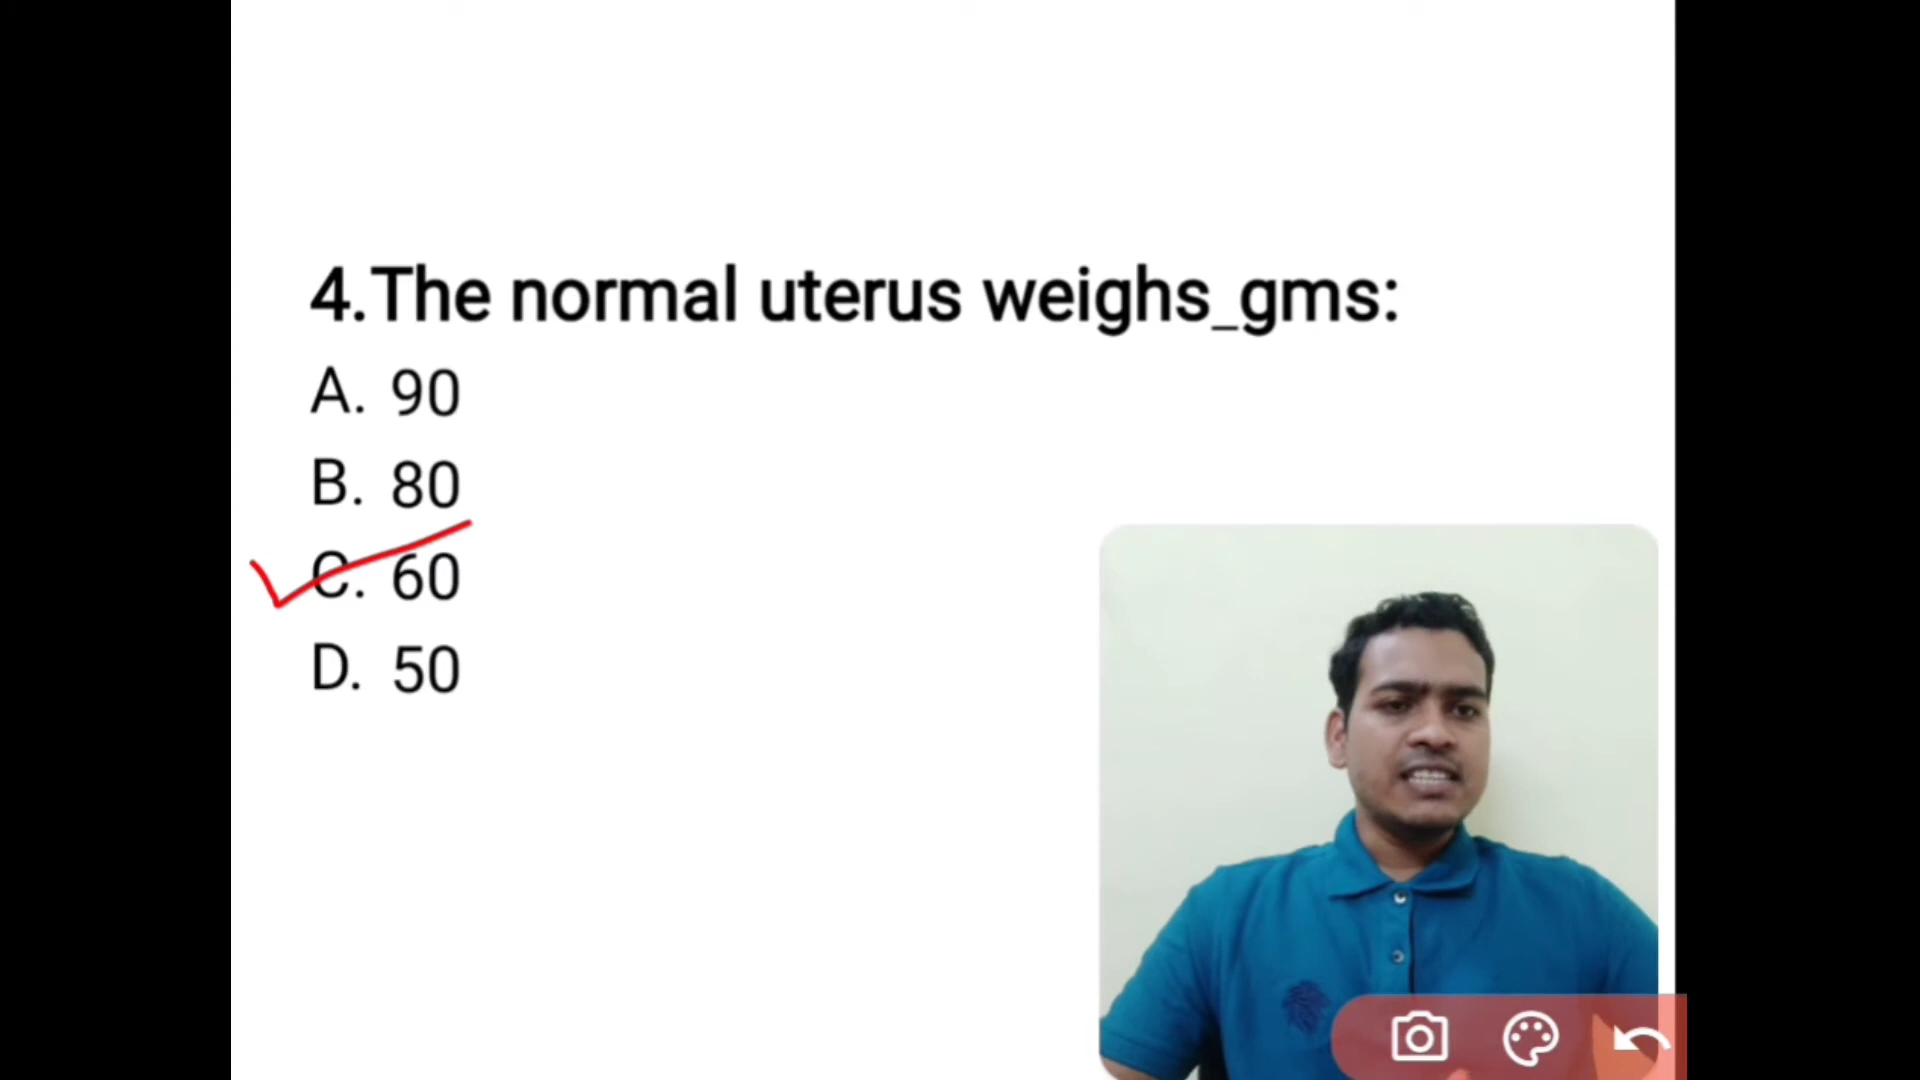 4.The normal uterus weighs_gms:
A. 90
B. 80
C. 60
D. 50